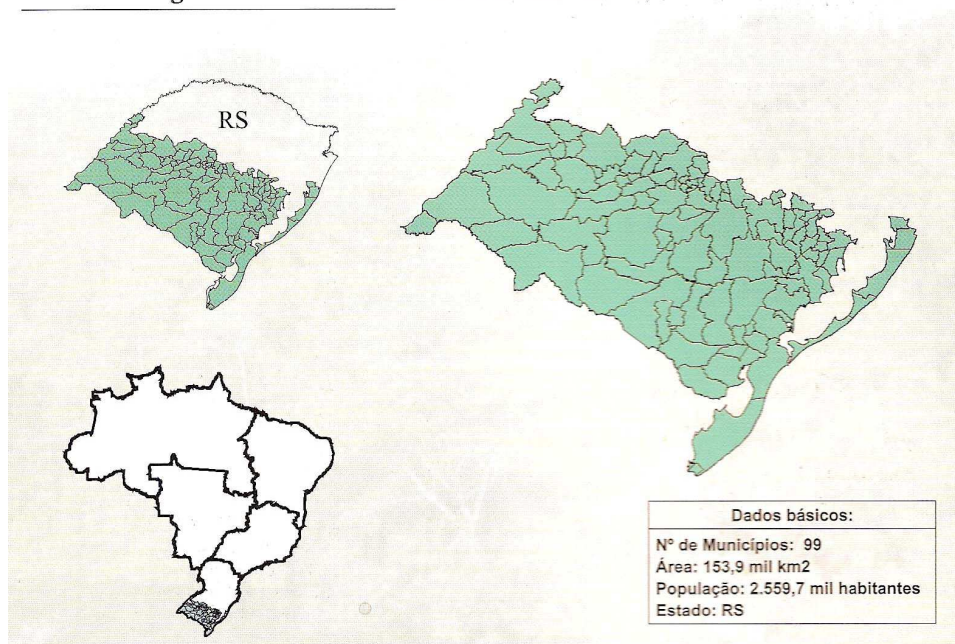 RS
Dados básicos:
Nº de Municípios: 99
Área: 153,9 mil km2
População: 2.559,7 mil habitantes
Estado: RS